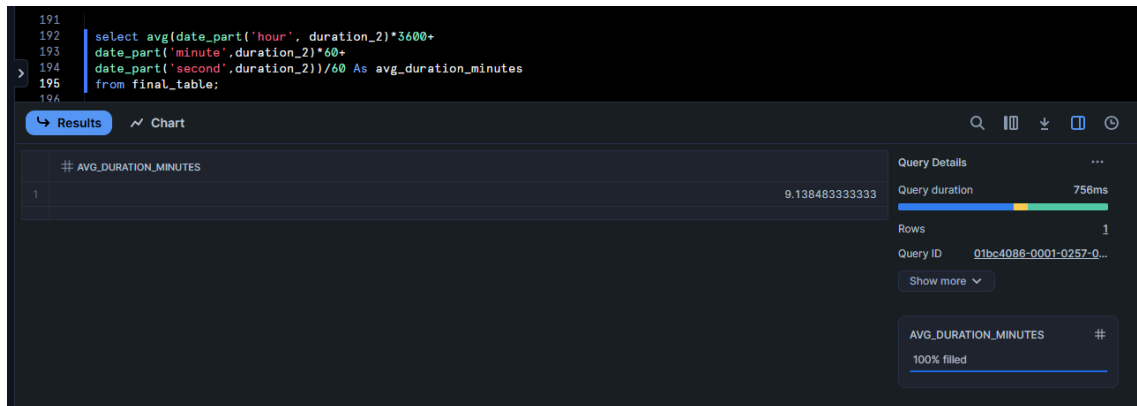 191
192 select avg(date_part('hour', duration_2)*3600+
193 date_part('minute',duration_2)*60+
194 date_part('second',duration_2))/60 As avg_duration_minutes
195 from final_table;
196
Results Chart
# AVG_DURATION_MINUTES
1 9.138483333333
Query Details ...
Query duration 756ms
Rows 1
Query ID 01bc4086-0001-0257-0...
Show more
AVG_DURATION_MINUTES #
100% filled